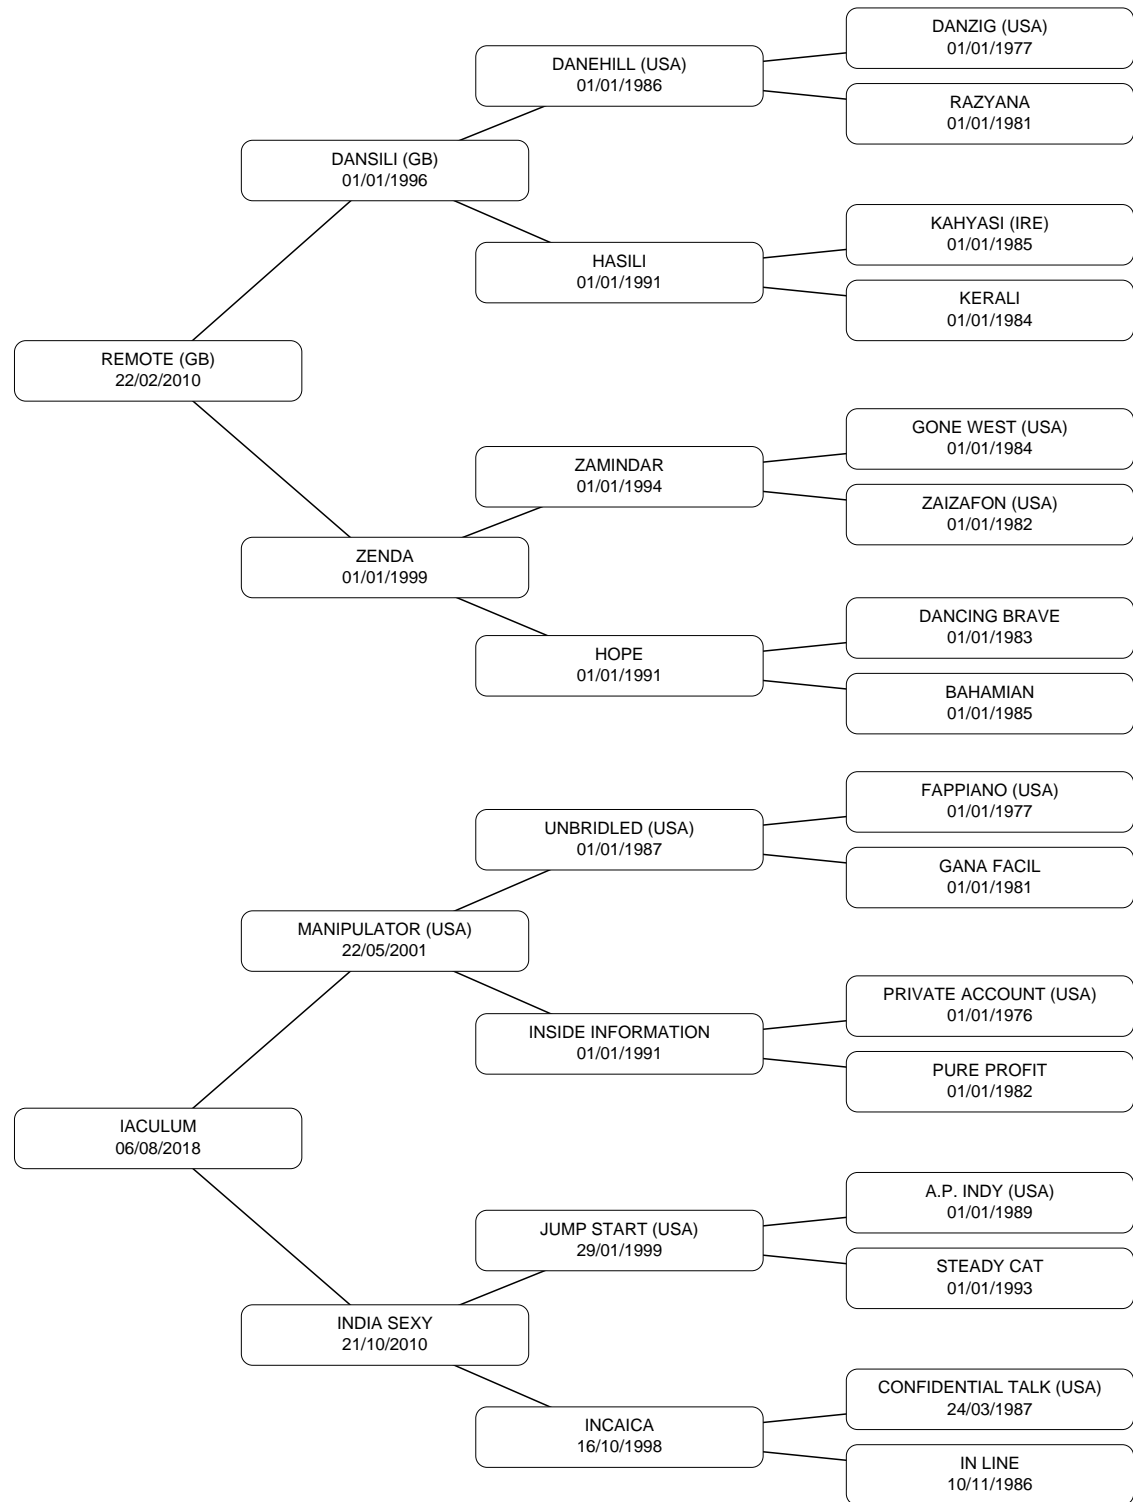 DANZIG (USA)
01/01/1977
DANEHILL (USA)
01/01/1986
RAZYANA
01/01/1981
DANSILI (GB)
01/01/1996
KAHYASI (IRE)
01/01/1985
HASILI
01/01/1991
KERALI
01/01/1984
REMOTE (GB)
22/02/2010
GONE WEST (USA)
01/01/1984
ZAMINDAR
01/01/1994
ZAIZAFON (USA)
01/01/1982
ZENDA
01/01/1999
DANCING BRAVE
01/01/1983
HOPE
01/01/1991
BAHAMIAN
01/01/1985
FAPPIANO (USA)
01/01/1977
UNBRIDLED (USA)
01/01/1987
GANA FACIL
01/01/1981
MANIPULATOR (USA)
22/05/2001
PRIVATE ACCOUNT (USA)
01/01/1976
INSIDE INFORMATION
01/01/1991
PURE PROFIT
01/01/1982
IACULUM
06/08/2018
A.P. INDY (USA)
01/01/1989
JUMP START (USA)
29/01/1999
STEADY CAT
01/01/1993
INDIA SEXY
21/10/2010
CONFIDENTIAL TALK (USA)
24/03/1987
INCAICA
16/10/1998
IN LINE
10/11/1986